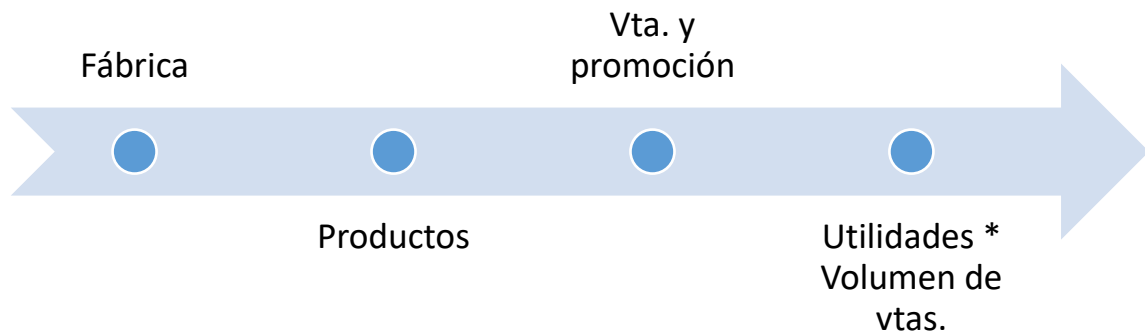 Fábrica
Productos
Vta. y
promoción
Utilidades *
Volumen de
vtas.